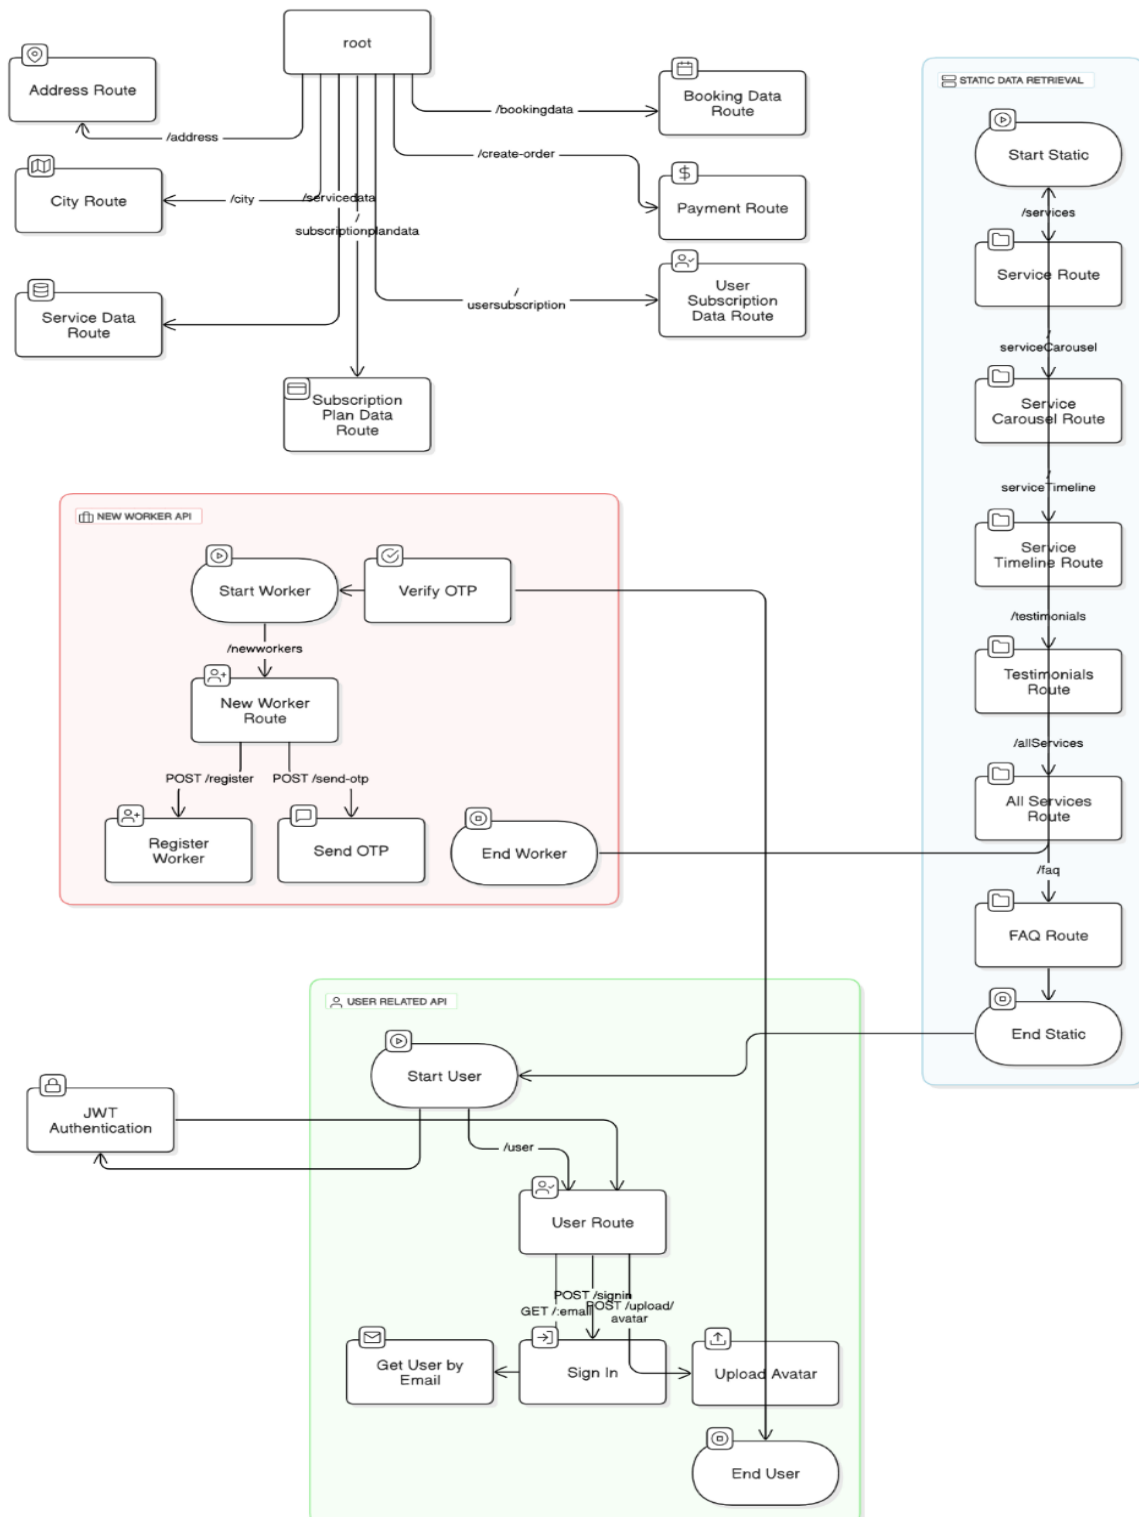 root
Address Route
/address
City Route
/city
/servicedata
/
subscriptionplandata
Service Data
Route
Subscription
Plan Data
Route
/bookingdata
Booking Data
Route
/create-order
Payment Route
/
usersubscription
User
Subscription
Data Route
STATIC DATA RETRIEVAL
Start Static
/services
Service Route
/
serviceCarousel
Service
Carousel Route
/
serviceTimeline
Service
Timeline Route
/testimonials
Testimonials
Route
/allServices
All Services
Route
/faq
FAQ Route
End Static
NEW WORKER API
Start Worker
Verify OTP
/newworkers
New Worker
Route
POST /register
POST /send-otp
Register
Worker
Send OTP
End Worker
USER RELATED API
Start User
JWT
Authentication
/user
User Route
POST /signin
GET /:email
POST /upload/
avatar
Get User by
Email
Sign In
Upload Avatar
End User